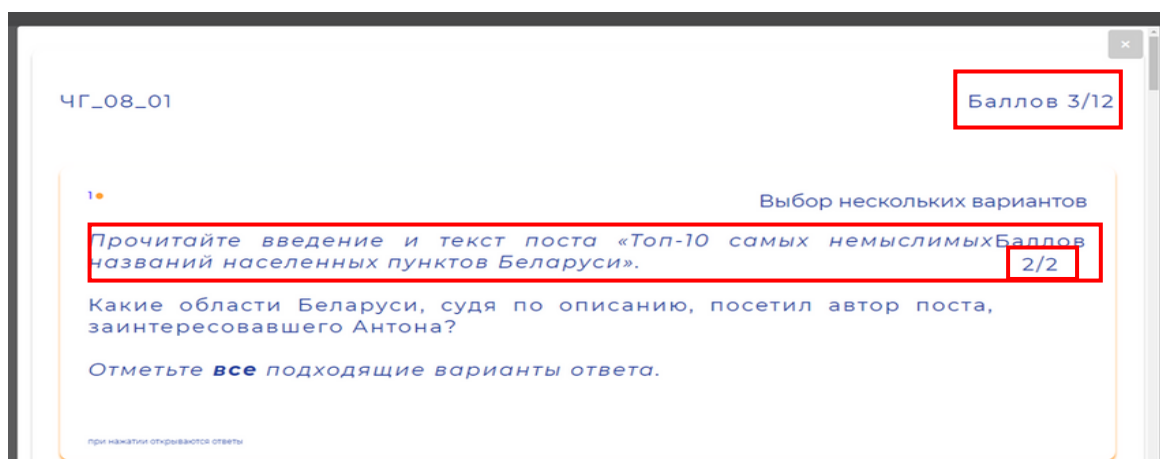 ЧГ_08_01
Баллов 3/12
1
Выбор нескольких вариантов
Прочитайте введение и текст поста «Топ-10 самых немыслимых
названий населенных пунктов Беларуси».
Баллов
2/2
Какие области Беларуси, судя по описанию, посетил автор поста,
заинтересовавшего Антона?
Отметьте все подходящие варианты ответа.
при нажатии открываются ответы